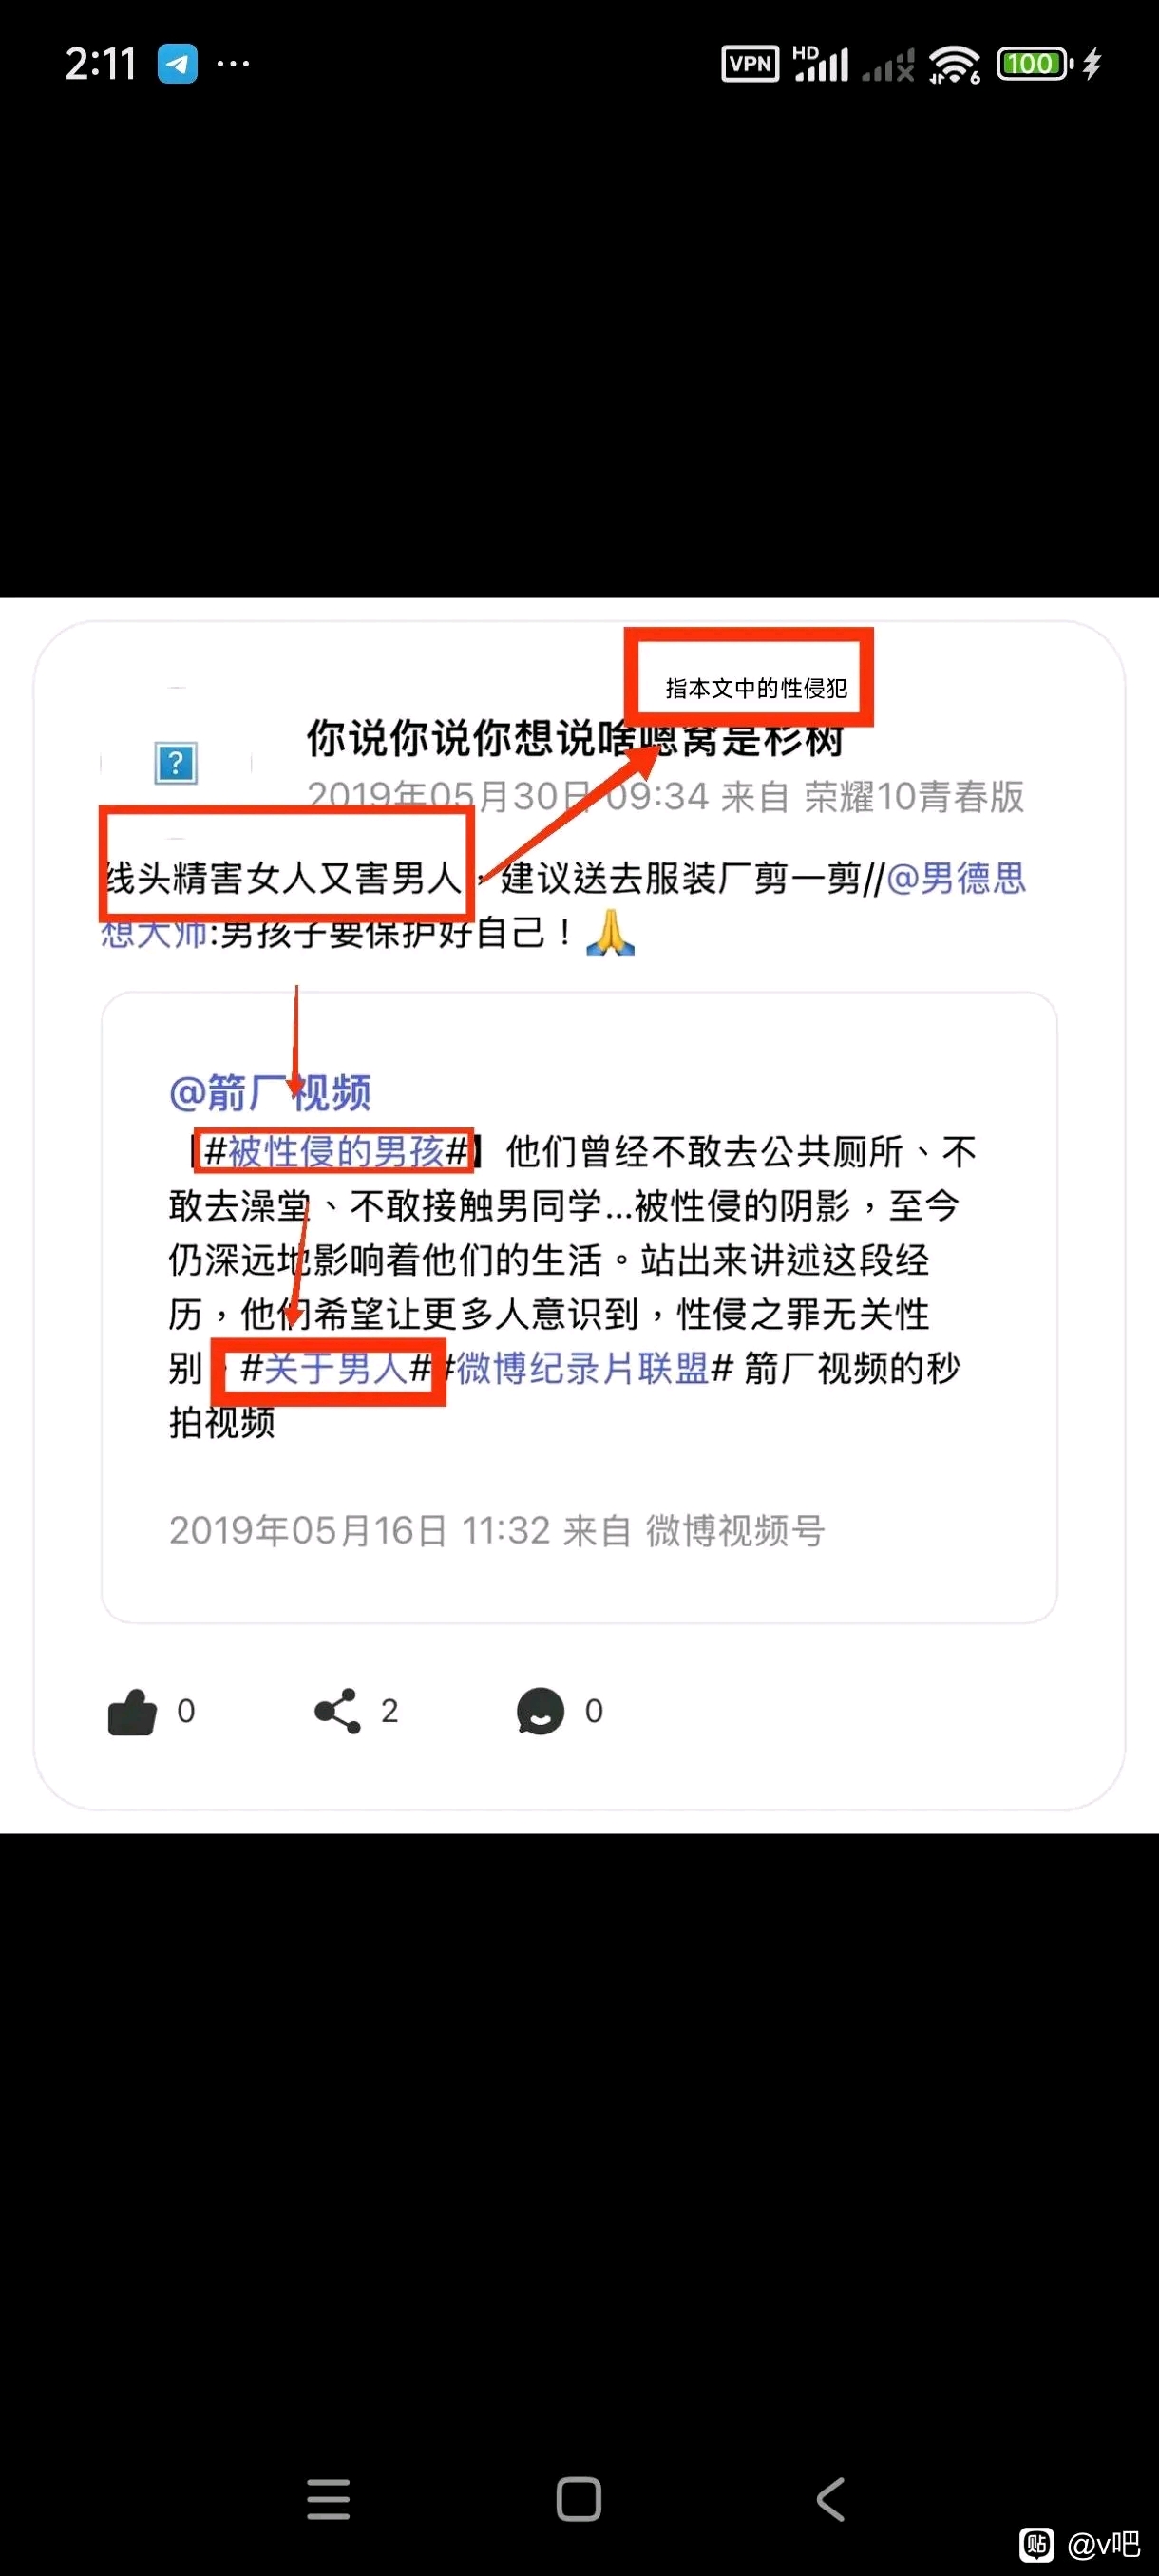 2:11
VPN HD 6 100
指本文中的性侵犯
你说你说你想说啥嗯窝是杉树
2019年05月30日 09:34 来自 荣耀10青春版
线头精害女人又害男人，建议送去服装厂剪一剪//@男德思
想大师:男孩子要保护好自己！🙏
@箭厂视频
【#被性侵的男孩#】他们曾经不敢去公共厕所、不
敢去澡堂、不敢接触男同学...被性侵的阴影，至今
仍深远地影响着他们的生活。站出来讲述这段经
历，他们希望让更多人意识到，性侵之罪无关性
别。#关于男人##微博纪录片联盟# 箭厂视频的秒
拍视频
2019年05月16日 11:32 来自 微博视频号
0 2 0
贴 @v吧